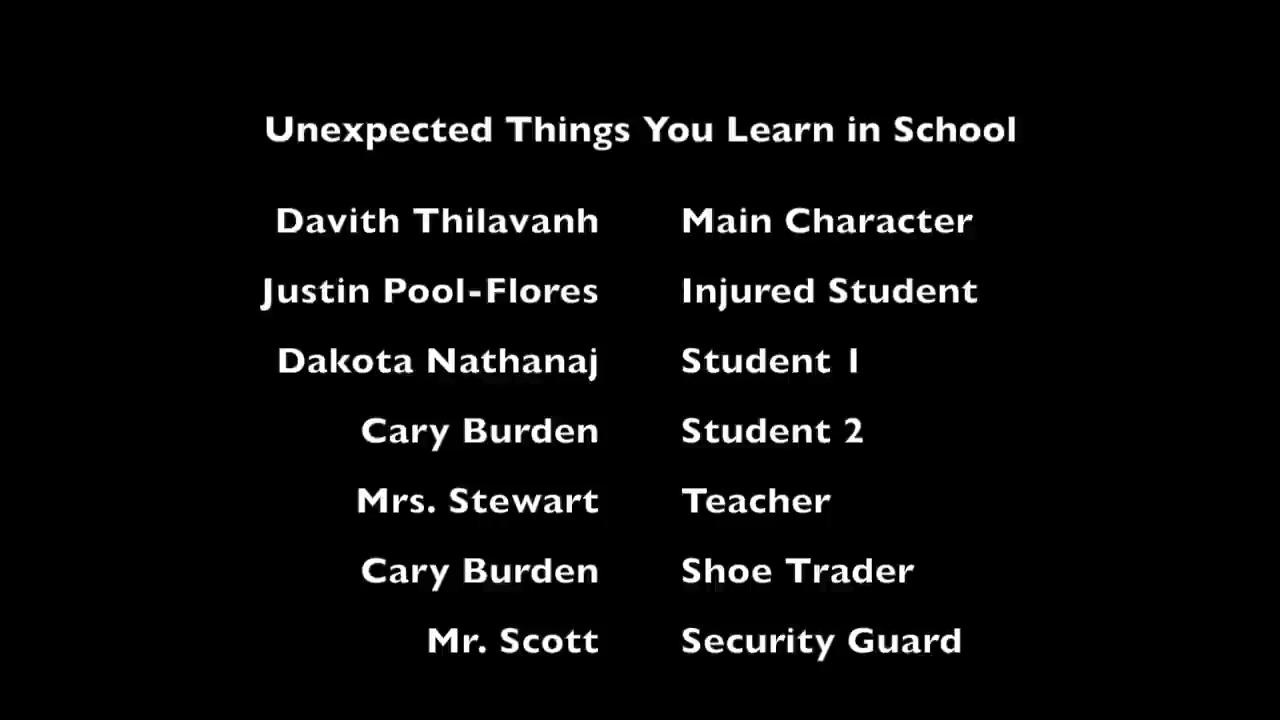 Unexpected Things You Learn in School
Davith Thilavanh Main Character
Justin Pool-Flores Injured Student
Dakota Nathanaj Student 1
Cary Burden Student 2
Mrs. Stewart Teacher
Cary Burden Shoe Trader
Mr. Scott Security Guard